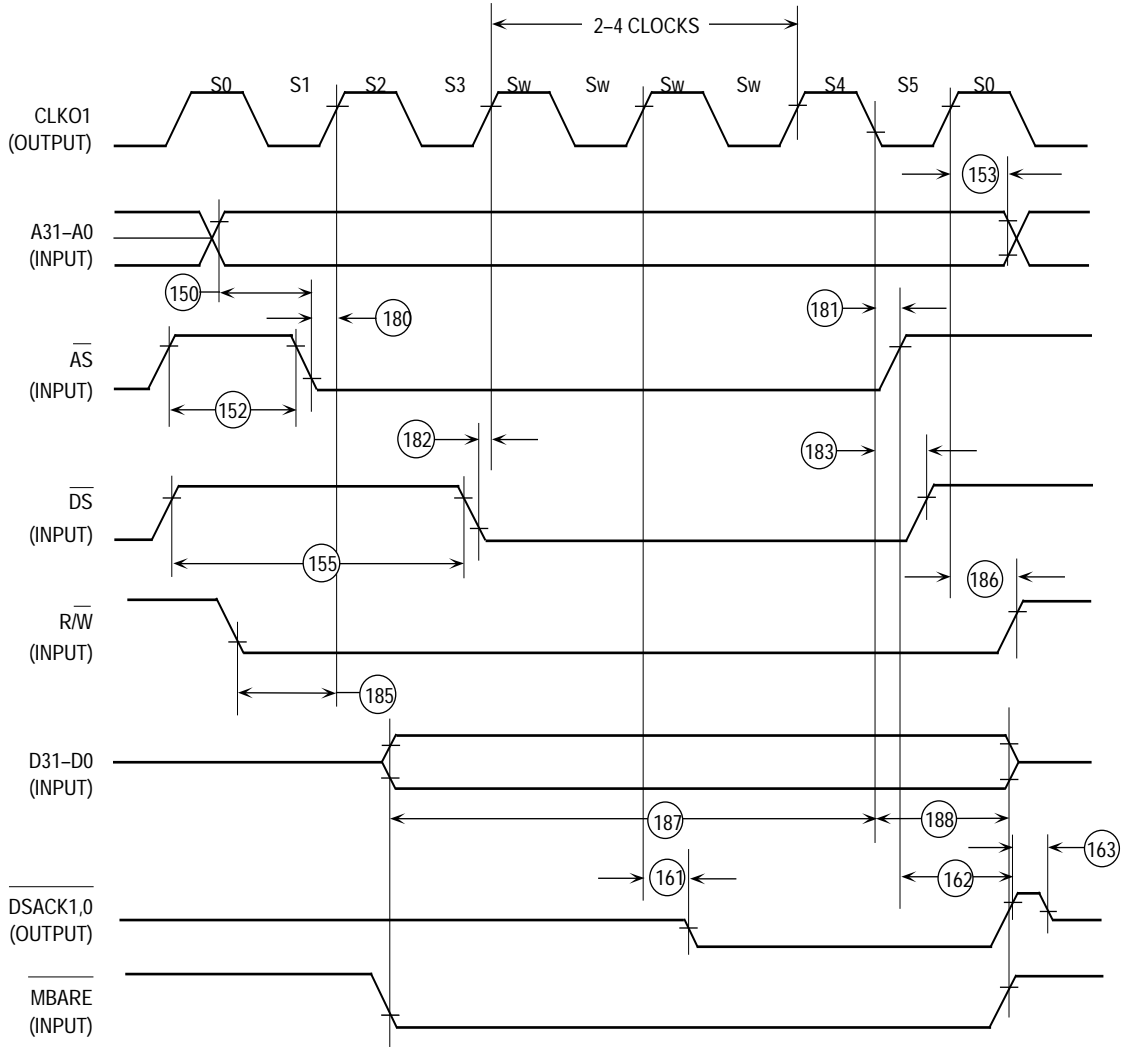 2–4 CLOCKS
S0 S1 S2 S3 Sw Sw Sw Sw S4 S5 S0
CLKO1
(OUTPUT)
153
A31–A0
(INPUT)
150
180
181
AS
(INPUT)
152
182
183
DS
(INPUT)
155
186
R/W
(INPUT)
185
D31–D0
(INPUT)
187
188
163
161
162
DSACK1,0
(OUTPUT)
MBARE
(INPUT)